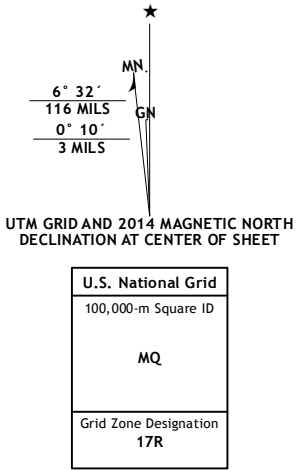 MN
GN
6° 32´
116 MILS
0° 10´
3 MILS
UTM GRID AND 2014 MAGNETIC NORTH
DECLINATION AT CENTER OF SHEET
U.S. National Grid
100,000-m Square ID
MQ
Grid Zone Designation
17R